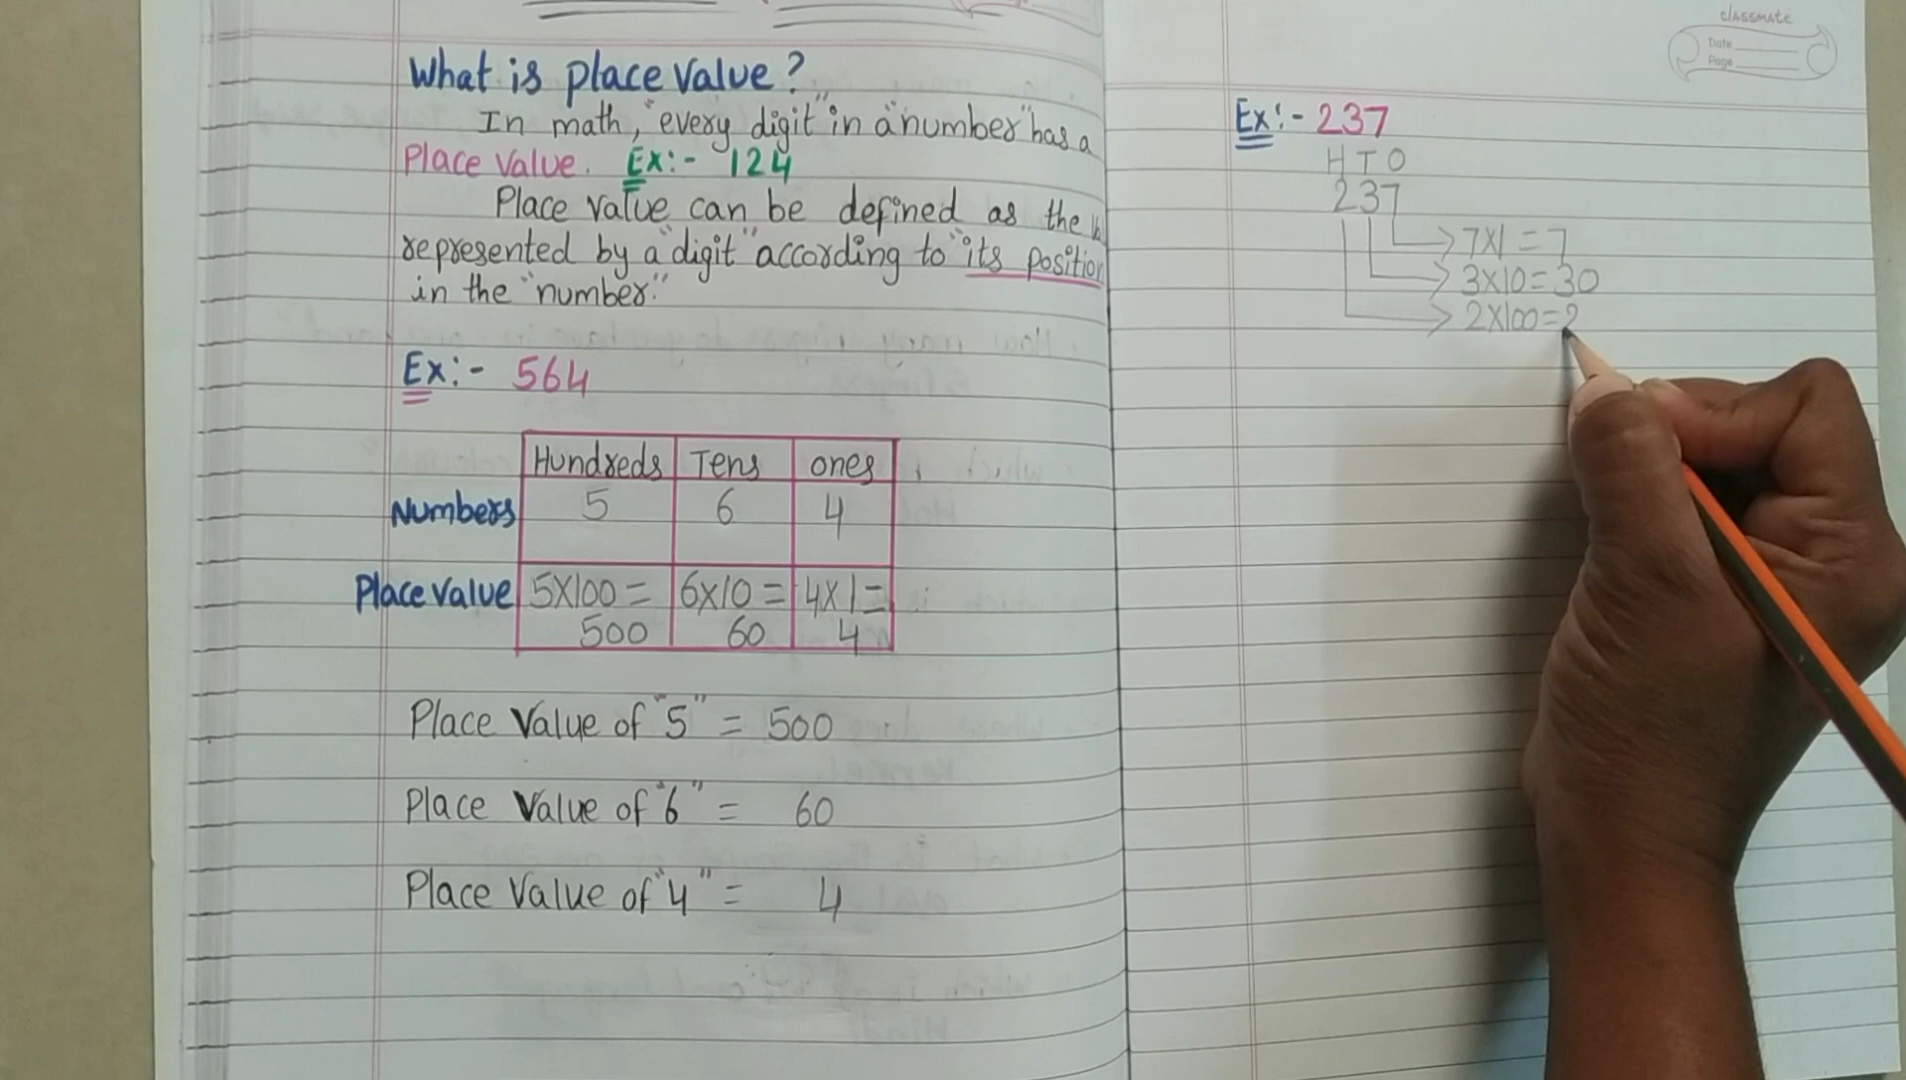 What is place value?
In math, "every digit" in a "number" has a
Place Value. Ex:- 124
Place value can be defined as the
represented by a "digit" according to "its position
in the "number."
Ex:- 564
Hundreds Tens ones
Numbers 5 6 4
Place value 5X100= 6x10= 4x1=
500 60 4
Place Value of "5" = 500
Place Value of "6" = 60
Place Value of "4" = 4
classmate
Date
Page
Ex:- 237
H T O
237
7X1=7
3X10=30
2X100=2